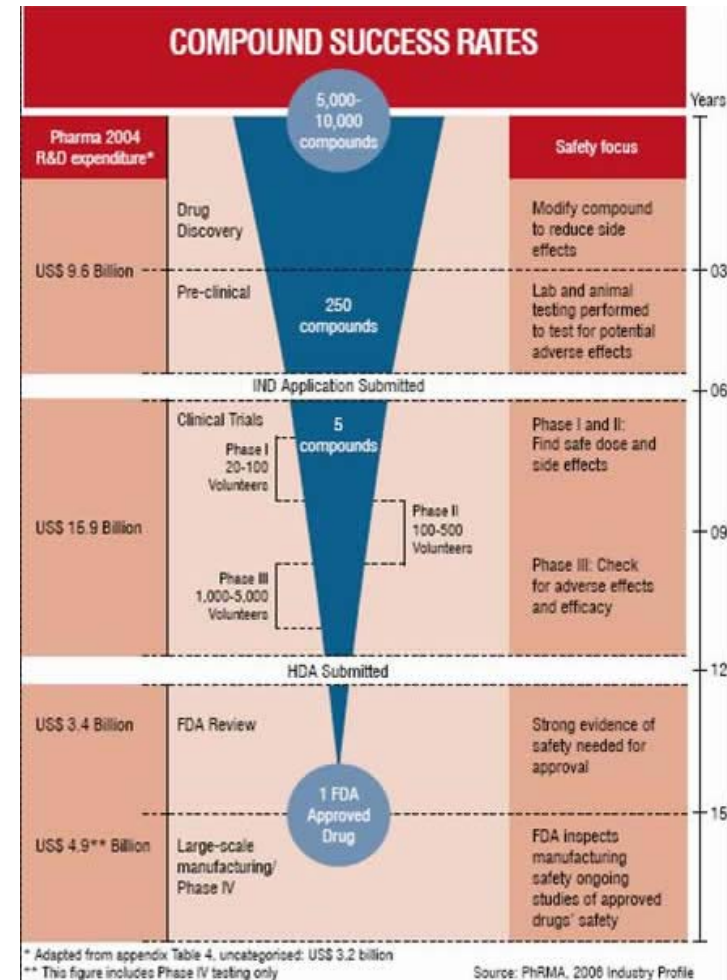 COMPOUND SUCCESS RATES
5,000-
10,000
compounds
Years
Pharma 2004
R&D expenditure*
Safety focus
Drug
Discovery
Modify compound
to reduce side
effects
US$ 9.6 Billion
03
Pre-clinical
250
compounds
Lab and animal
testing performed
to test for potential
adverse effects
IND Application Submitted
06
Clinical Trials
5
compounds
Phase I
20-100
Volunteers
Phase I and II:
Find safe dose and
side effects
US$ 15.9 Billion
Phase II
100-500
Volunteers
09
Phase III
1,000-5,000
Volunteers
Phase III: Check
for adverse effects
and efficacy
HDA Submitted
12
US$ 3.4 Billion
FDA Review
Strong evidence of
safety needed for
approval
1 FDA
Approved
Drug
15
US$ 4.9** Billion
Large-scale
manufacturing/
Phase IV
FDA inspects
manufacturing
safety ongoing
studies of approved
drugs' safety
* Adapted from appendix Table 4, uncategorised: US$ 3.2 billion
** This figure includes Phase IV testing only
Source: PhRMA, 2006 Industry Profile